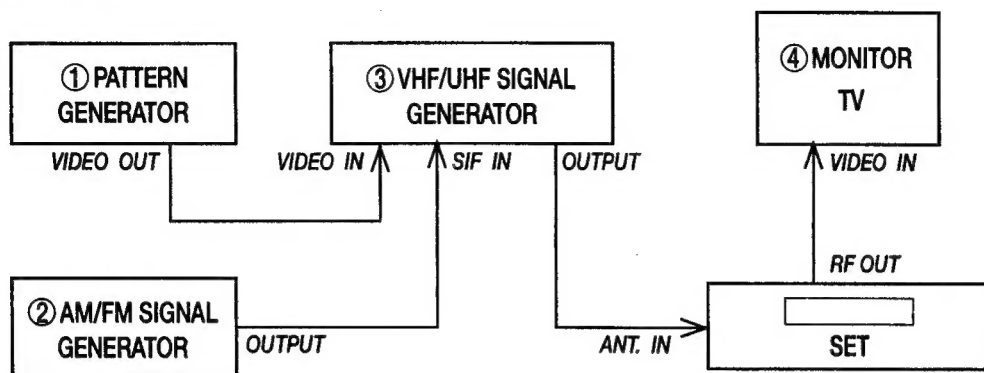 ① PATTERN
GENERATOR
VIDEO OUT
③ VHF/UHF SIGNAL
GENERATOR
VIDEO IN
SIF IN
OUTPUT
④ MONITOR
TV
VIDEO IN
② AM/FM SIGNAL
GENERATOR
OUTPUT
ANT. IN
RF OUT
SET